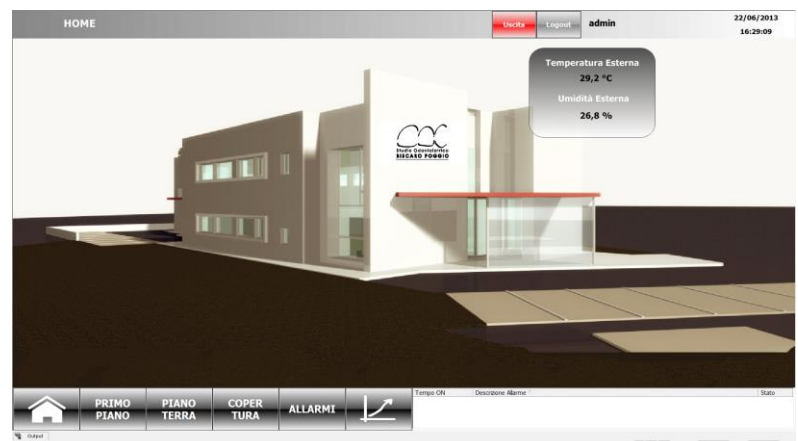 HOME
Uscita
Logout
admin
22/06/2013
16:29:09
Temperatura Esterna
29,2 °C
Umidità Esterna
26,8 %
Studio Odontoiatrico
BISCARO POGGIO
PRIMO
PIANO
PIANO
TERRA
COPER
TURA
ALLARMI
Tempo ON
Descrizione Allarme
Stato
Output